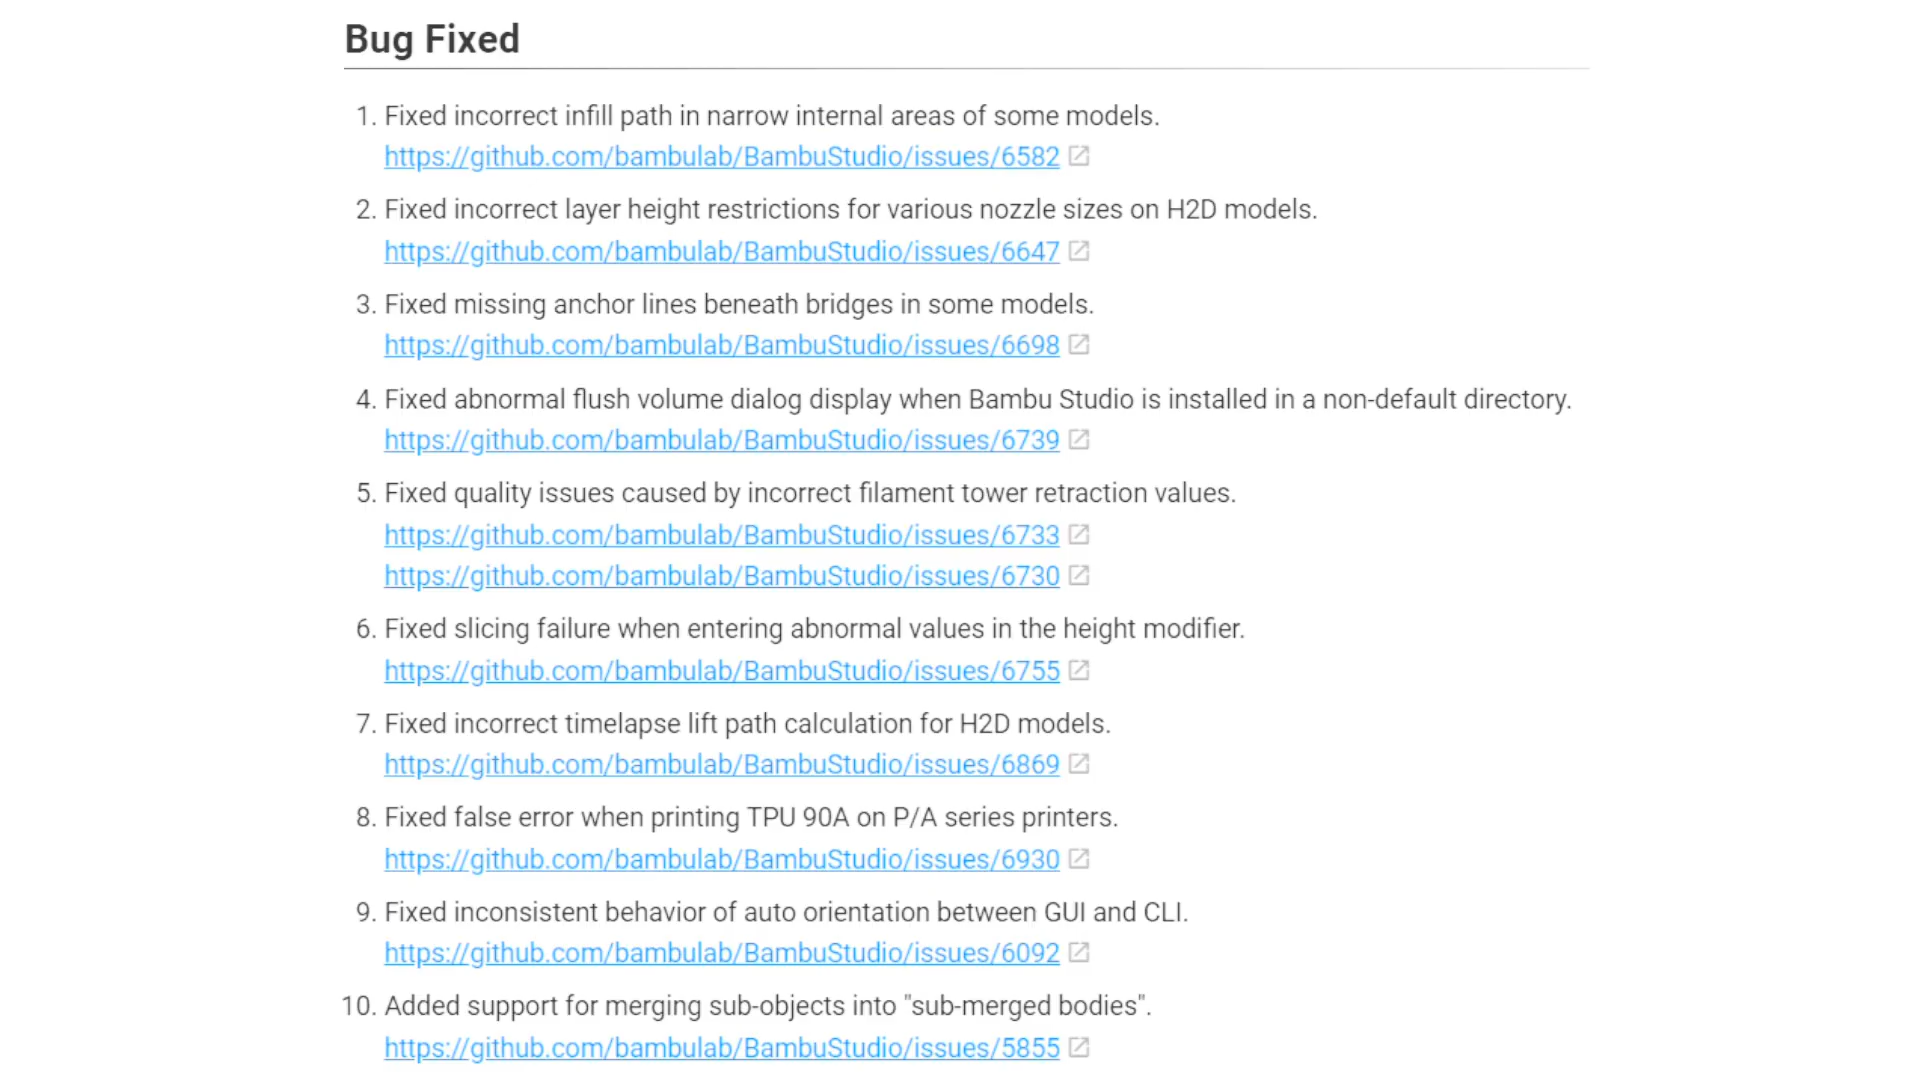 Bug Fixed
1. Fixed incorrect infill path in narrow internal areas of some models.
https://github.com/bambulab/BambuStudio/issues/6582
2. Fixed incorrect layer height restrictions for various nozzle sizes on H2D models.
https://github.com/bambulab/BambuStudio/issues/6647
3. Fixed missing anchor lines beneath bridges in some models.
https://github.com/bambulab/BambuStudio/issues/6698
4. Fixed abnormal flush volume dialog display when Bambu Studio is installed in a non-default directory.
https://github.com/bambulab/BambuStudio/issues/6739
5. Fixed quality issues caused by incorrect filament tower retraction values.
https://github.com/bambulab/BambuStudio/issues/6733
https://github.com/bambulab/BambuStudio/issues/6730
6. Fixed slicing failure when entering abnormal values in the height modifier.
https://github.com/bambulab/BambuStudio/issues/6755
7. Fixed incorrect timelapse lift path calculation for H2D models.
https://github.com/bambulab/BambuStudio/issues/6869
8. Fixed false error when printing TPU 90A on P/A series printers.
https://github.com/bambulab/BambuStudio/issues/6930
9. Fixed inconsistent behavior of auto orientation between GUI and CLI.
https://github.com/bambulab/BambuStudio/issues/6092
10. Added support for merging sub-objects into "sub-merged bodies".
https://github.com/bambulab/BambuStudio/issues/5855